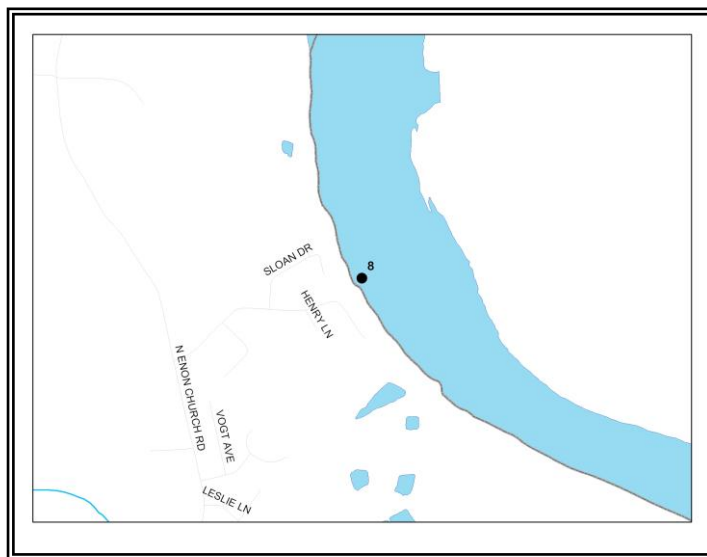 8
SLOAN DR
HENRY LN
N ENON CHURCH RD
VOGT AVE
LESLIE LN